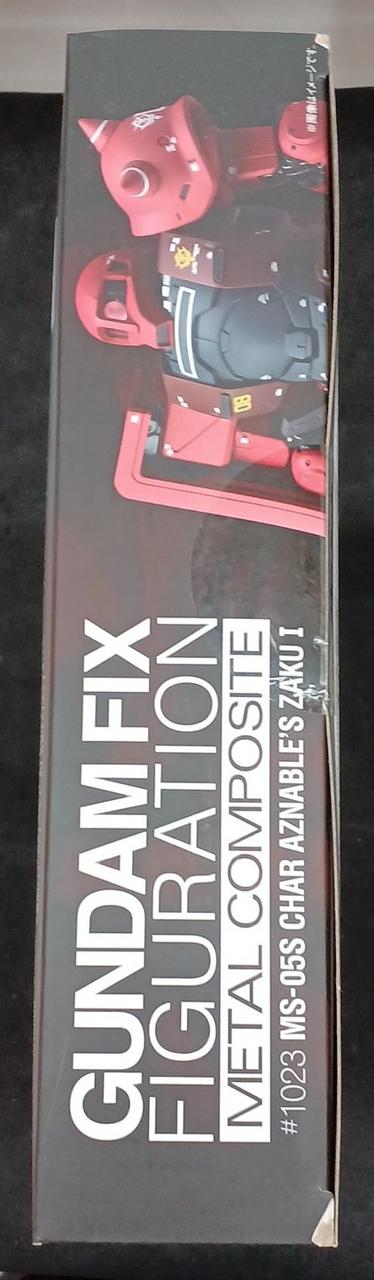 GUNDAM FIX
FIGURATION
METAL COMPOSITE
#1023 MS-05S CHAR AZNABLE'S ZAKU I
※画像はイメージです。
08